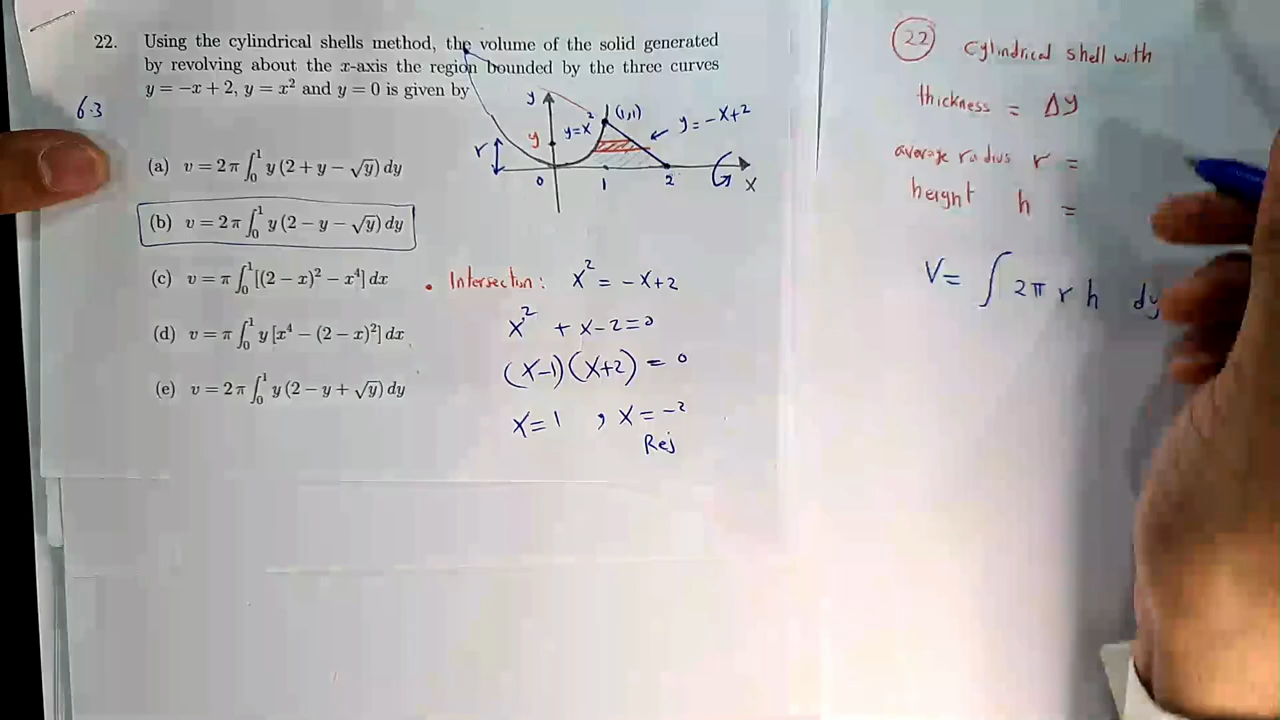 22. Using the cylindrical shells method, the volume of the solid generated
by revolving about the x-axis the region bounded by the three curves
y = −x + 2, y = x² and y = 0 is given by
6.3
(a) v = 2π ∫₀¹ y (2 + y − √y) dy
(b) v = 2π ∫₀¹ y (2 − y − √y) dy
(c) v = π ∫₀¹ [(2 − x)² − x⁴] dx
(d) v = π ∫₀¹ y [x⁴ − (2 − x)²] dx
(e) v = 2π ∫₀¹ y (2 − y + √y) dy
y
y=x²
(1,1)
y = -x+2
y
r
0
1
2
x
Intersection: x² = -x+2
x² + x-2=0
(x-1)(x+2) = 0
x=1 , x=-2
Rej
22 cylindrical shell with
thickness = Δy
average radius r =
height h =
V= ∫ 2π r h dy